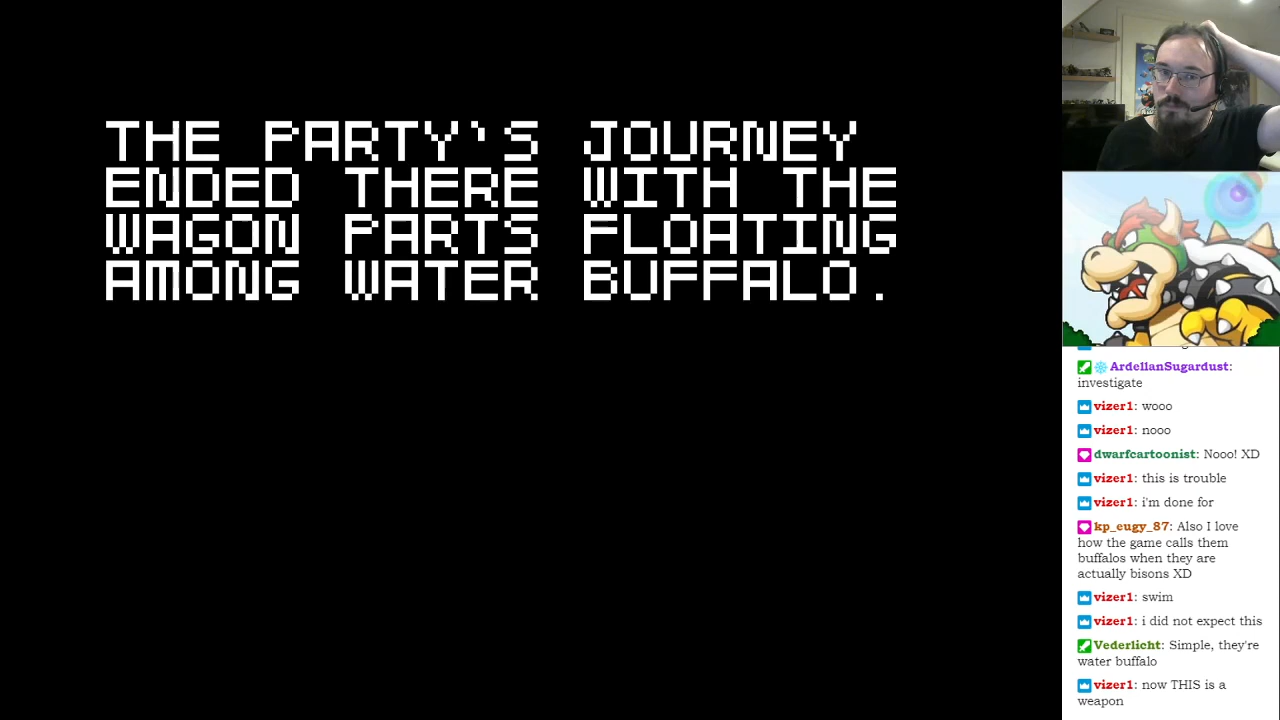 THE PARTY'S JOURNEY
ENDED THERE WITH THE
WAGON PARTS FLOATING
AMONG WATER BUFFALO.
ArdellanSugardust:
investigate
vizer1: wooo
vizer1: nooo
dwarfcartoonist: Nooo! XD
vizer1: this is trouble
vizer1: i'm done for
kp_eugy_87: Also I love
how the game calls them
buffalos when they are
actually bisons XD
vizer1: swim
vizer1: i did not expect this
Vederlicht: Simple, they're
water buffalo
vizer1: now THIS is a
weapon